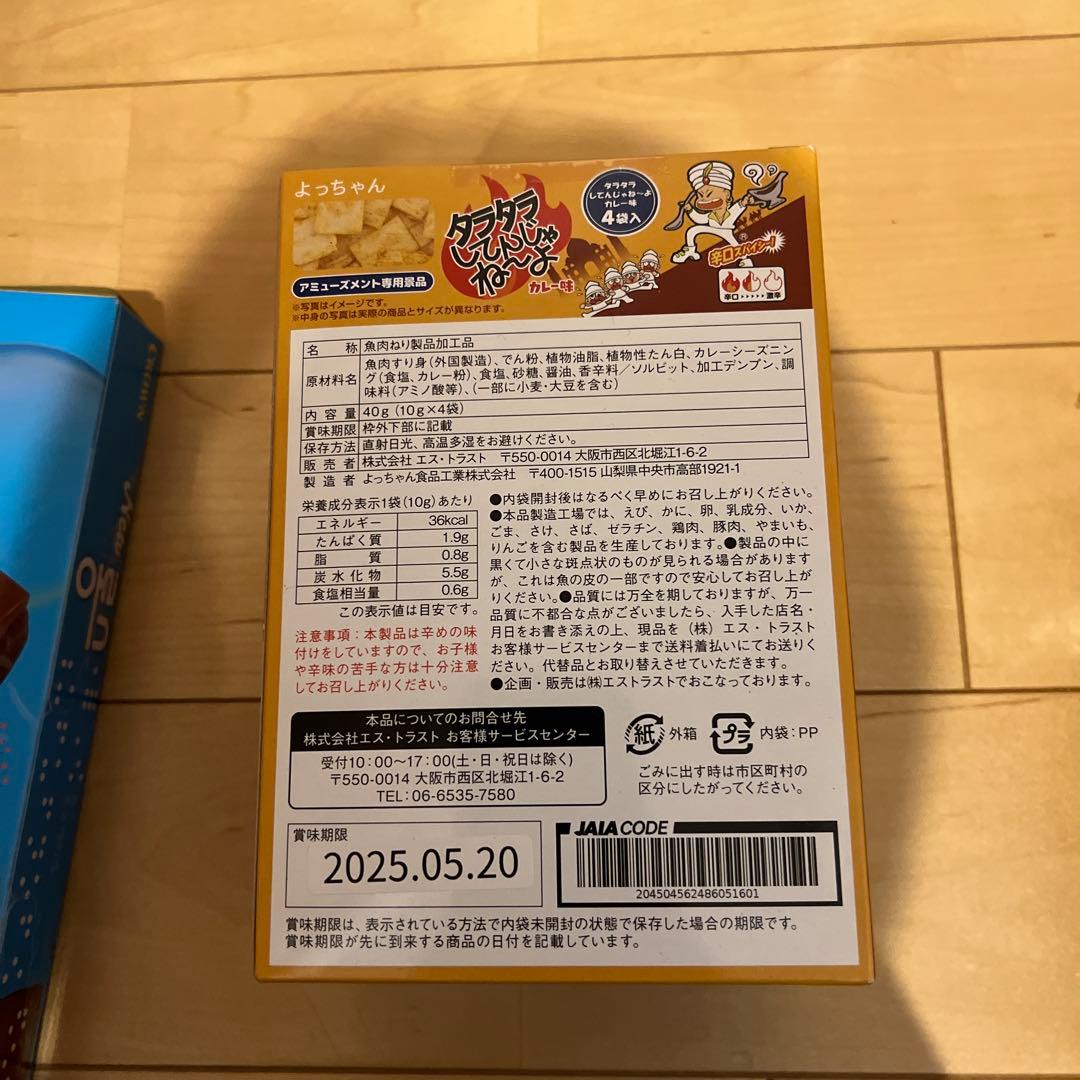 よっちゃん
タラタラ
してんじゃ
ね〜よ
カレー味
タラタラ
してんじゃね〜よ
カレー味
4袋入
辛口スパイシー!
辛口>>>>>激辛
アミューズメント専用景品
※写真はイメージです。
※中身の写真は実際の商品とサイズが異なります。
名称 魚肉ねり製品加工品
原材料名 魚肉すり身(外国製造)、でん粉、植物油脂、植物性たん白、カレーシーズニン
グ(食塩、カレー粉)、食塩、砂糖、醤油、香辛料/ソルビット、加工デンプン、調
味料(アミノ酸等)、(一部に小麦・大豆を含む)
内容量 40g(10g×4袋)
賞味期限 枠外下部に記載
保存方法 直射日光、高温多湿をお避けください。
販売者 株式会社 エス・トラスト 〒550-0014 大阪市西区北堀江1-6-2
製造者 よっちゃん食品工業株式会社 〒400-1515 山梨県中央市高部1921-1
栄養成分表示1袋(10g)あたり
エネルギー 36kcal
たんぱく質 1.9g
脂質 0.8g
炭水化物 5.5g
食塩相当量 0.6g
この表示値は目安です。
注意事項:本製品は辛めの味
付けをしていますので、お子様
や辛味の苦手な方は十分注意
してお召し上がりください。
●内袋開封後はなるべく早めにお召し上がりください。
●本品製造工場では、えび、かに、卵、乳成分、いか、
ごま、さけ、さば、ゼラチン、鶏肉、豚肉、やまいも、
りんごを含む製品を生産しております。●製品の中に
黒くて小さな斑点状のものが見られる場合があります
が、これは魚の皮の一部ですので安心してお召し上が
りください。●品質には万全を期しておりますが、万一
品質に不都合な点がございましたら、入手した店名・
月日をお書き添えの上、現品を(株)エス・トラスト
お客様サービスセンターまで送料着払いにてお送りく
ださい。代替品とお取り替えさせていただきます。
●企画・販売は㈱エストラストでおこなっております。
本品についてのお問合せ先
株式会社エス・トラスト お客様サービスセンター
受付10:00〜17:00(土・日・祝日は除く)
〒550-0014 大阪市西区北堀江1-6-2
TEL:06-6535-7580
紙 外箱 プラ 内袋:PP
ごみに出す時は市区町村の
区分にしたがってください。
賞味期限
2025.05.20
JAIA CODE
204504562486051601
賞味期限は、表示されている方法で内袋未開封の状態で保存した場合の期限です。
賞味期限が先に到来する商品の日付を記載しています。
CROWN
New